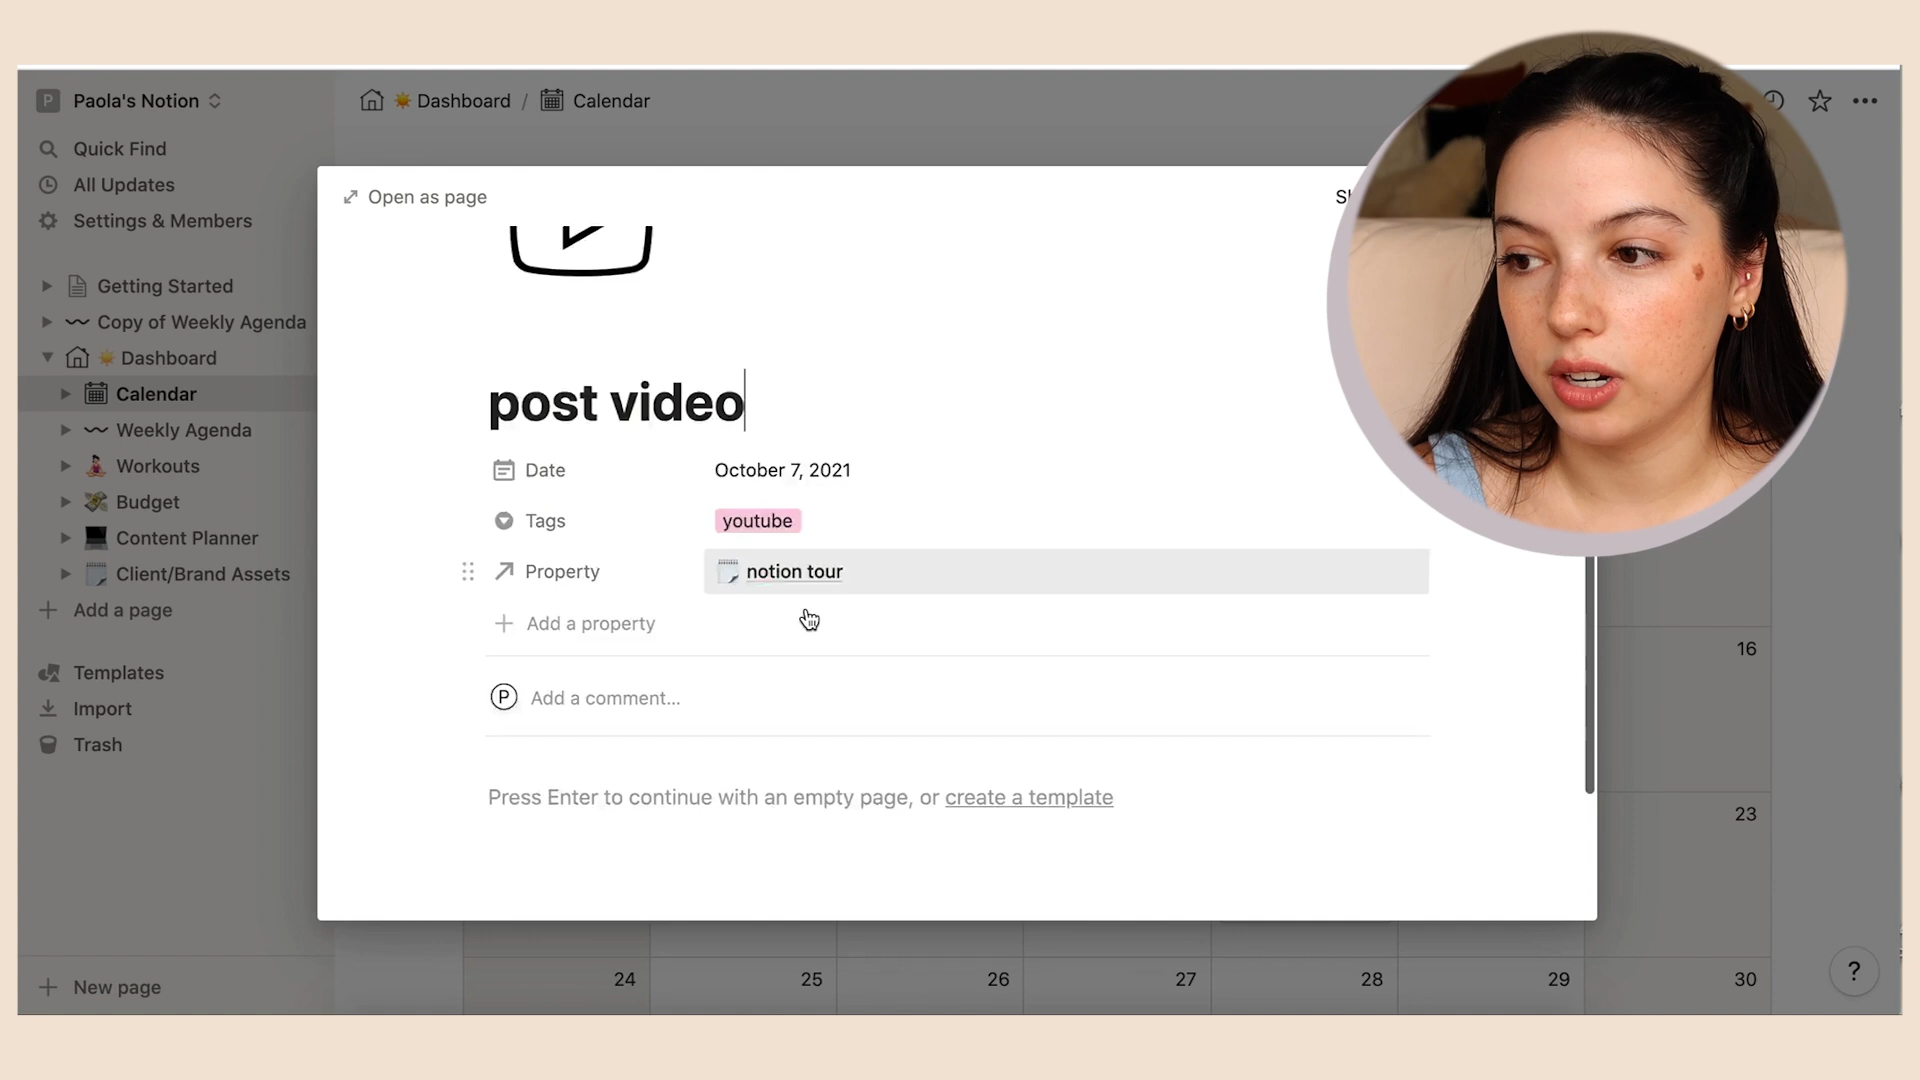 P Paola's Notion
Dashboard / Calendar
Quick Find
All Updates
Settings & Members
Getting Started
Copy of Weekly Agenda
Dashboard
Calendar
Weekly Agenda
Workouts
Budget
Content Planner
Client/Brand Assets
Add a page
Templates
Import
Trash
New page
Open as page
post video
Date October 7, 2021
Tags youtube
Property notion tour
Add a property
P Add a comment...
Press Enter to continue with an empty page, or create a template
16
23
24 25 26 27 28 29 30
?